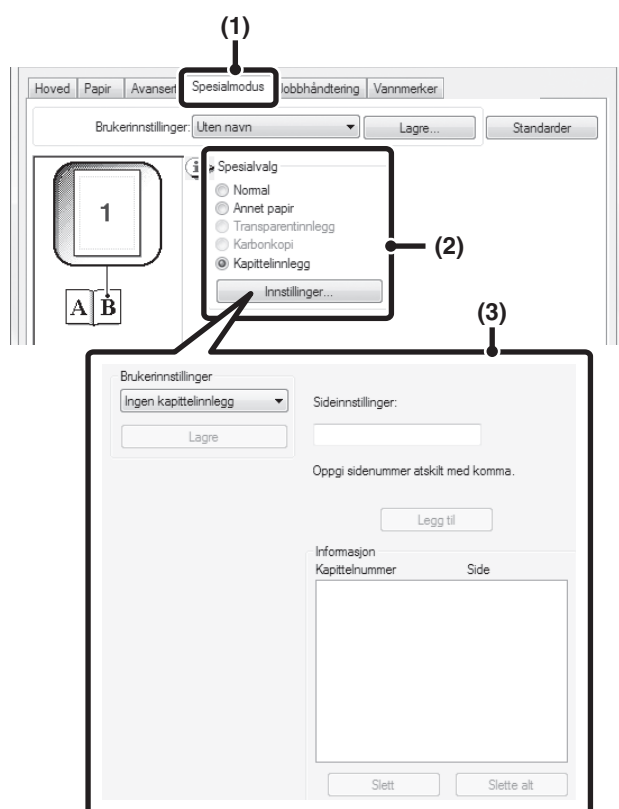 (1)
Hoved Papir Avansert Spesialmodus Jobbhåndtering Vannmerker
Brukerinnstillinger: Uten navn Lagre... Standarder
Spesialvalg
Normal
1
Annet papir
Transparentinnlegg
Karbonkopi
(2)
Kapittelinnlegg
A B
Innstillinger...
(3)
Brukerinnstillinger
Ingen kapittelinnlegg
Sideinnstillinger:
Lagre
Oppgi sidenummer atskilt med komma.
Legg til
Informasjon
Kapittelnummer Side
Slett Slette alt